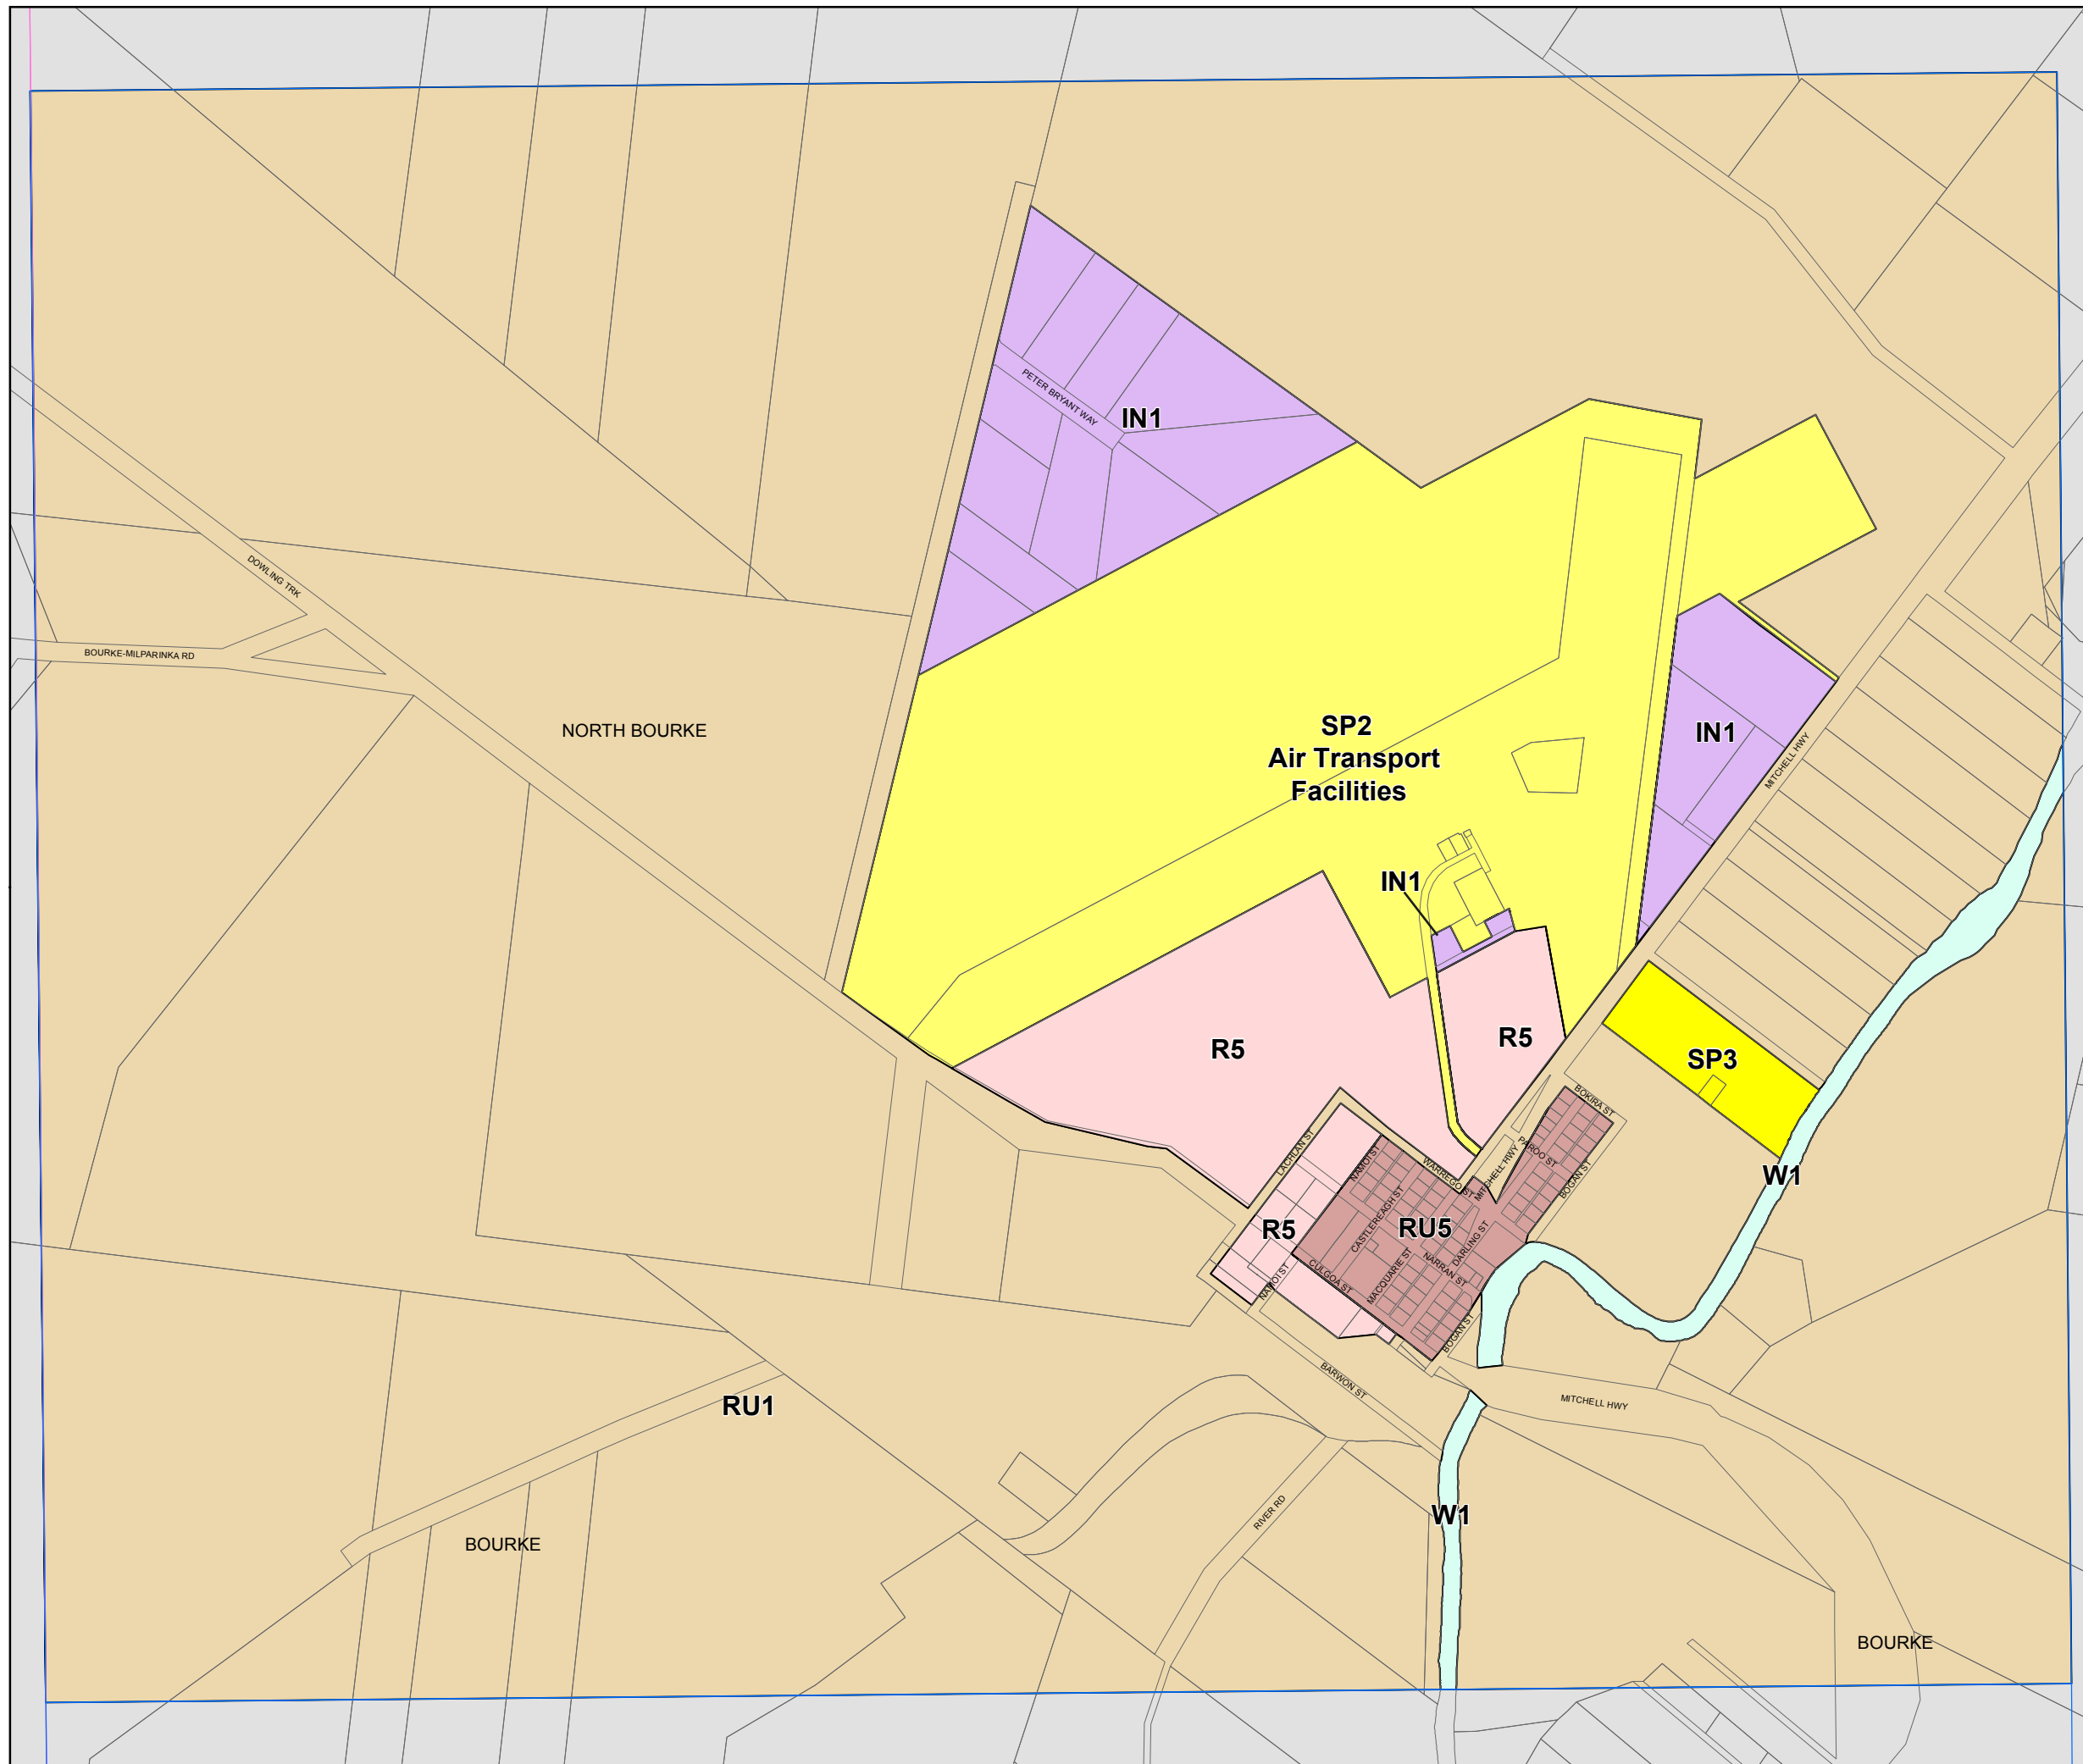 PETER BRYANT WAY
IN1
DOWLING TRK
BOURKE-MILPARINKA RD
NORTH BOURKE
SP2
Air Transport
Facilities
IN1
MITCHELL HWY
IN1
R5
R5
SP3
BOKIRA ST
LACHLAN ST
NAMOI ST
WARREGO ST
MITCHELL HWY
PAROO ST
BOGAN ST
W1
R5
CASTLEREAGH ST
RU5
DARLING ST
NARRAN ST
NAMOI ST
CULGOA ST
MACQUARIE ST
BOGAN ST
BARWON ST
MITCHELL HWY
RU1
RIVER RD
W1
BOURKE
BOURKE